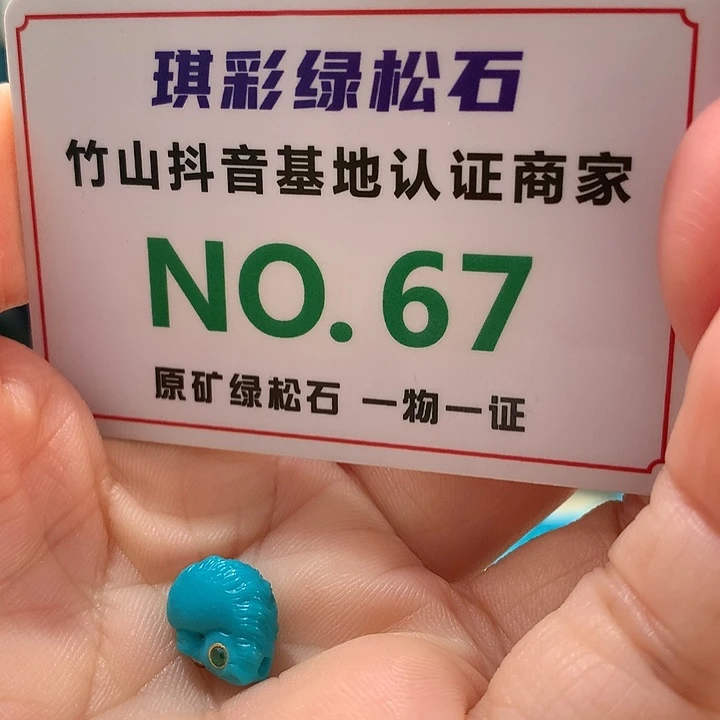 琪彩绿松石
竹山抖音基地认证商家
NO.67
原矿绿松石 一物一证